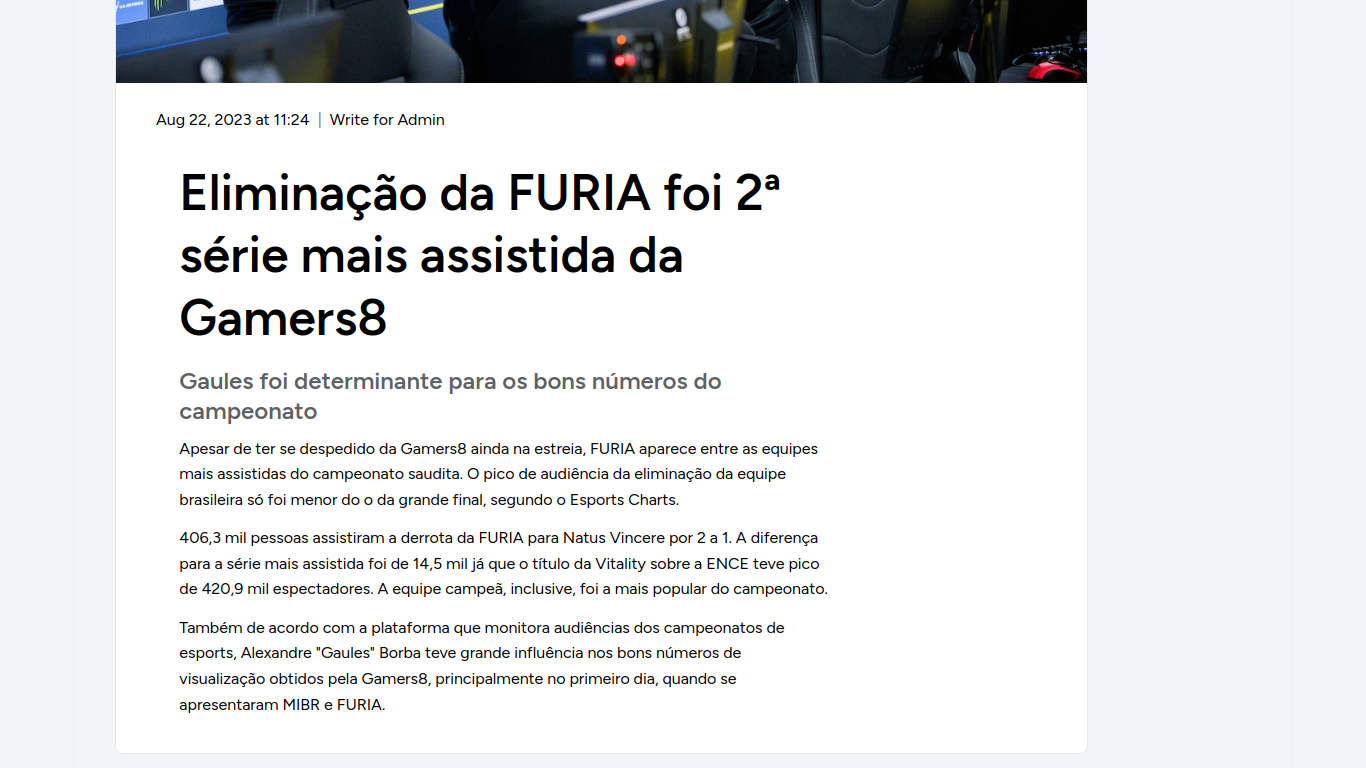 Aug 22, 2023 at 11:24 | Write for Admin
Eliminação da FURIA foi 2ª
série mais assistida da
Gamers8
Gaules foi determinante para os bons números do
campeonato
Apesar de ter se despedido da Gamers8 ainda na estreia, FURIA aparece entre as equipes
mais assistidas do campeonato saudita. O pico de audiência da eliminação da equipe
brasileira só foi menor do o da grande final, segundo o Esports Charts.
406,3 mil pessoas assistiram a derrota da FURIA para Natus Vincere por 2 a 1. A diferença
para a série mais assistida foi de 14,5 mil já que o título da Vitality sobre a ENCE teve pico
de 420,9 mil espectadores. A equipe campeã, inclusive, foi a mais popular do campeonato.
Também de acordo com a plataforma que monitora audiências dos campeonatos de
esports, Alexandre "Gaules" Borba teve grande influência nos bons números de
visualização obtidos pela Gamers8, principalmente no primeiro dia, quando se
apresentaram MIBR e FURIA.